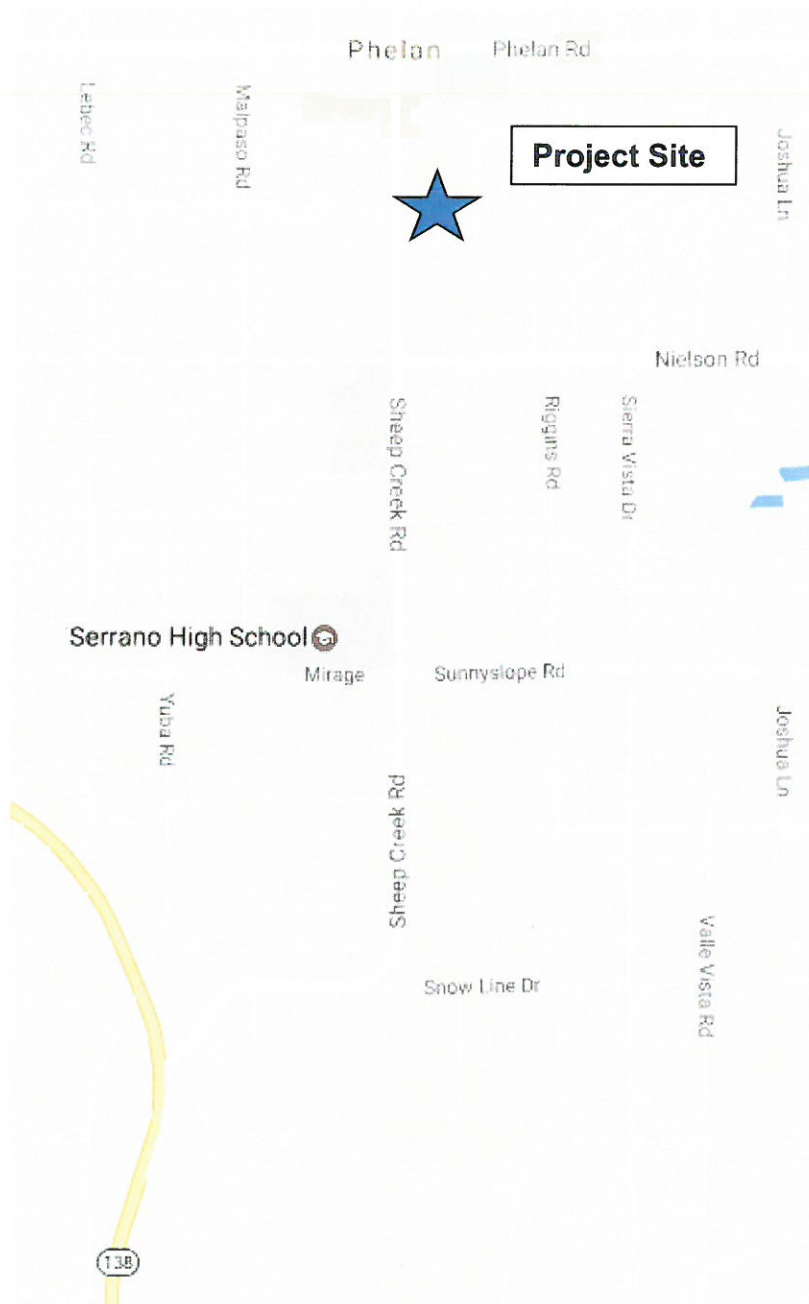 Phelan
Phelan Rd
Lebec Rd
Malpaso Rd
Project Site
Joshua Ln
Nielson Rd
Sheep Creek Rd
Riggins Rd
Sierra Vista Dr
Serrano High School
Mirage
Sunnyslope Rd
Yuba Rd
Joshua Ln
Sheep Creek Rd
Valle Vista Rd
Snow Line Dr
138